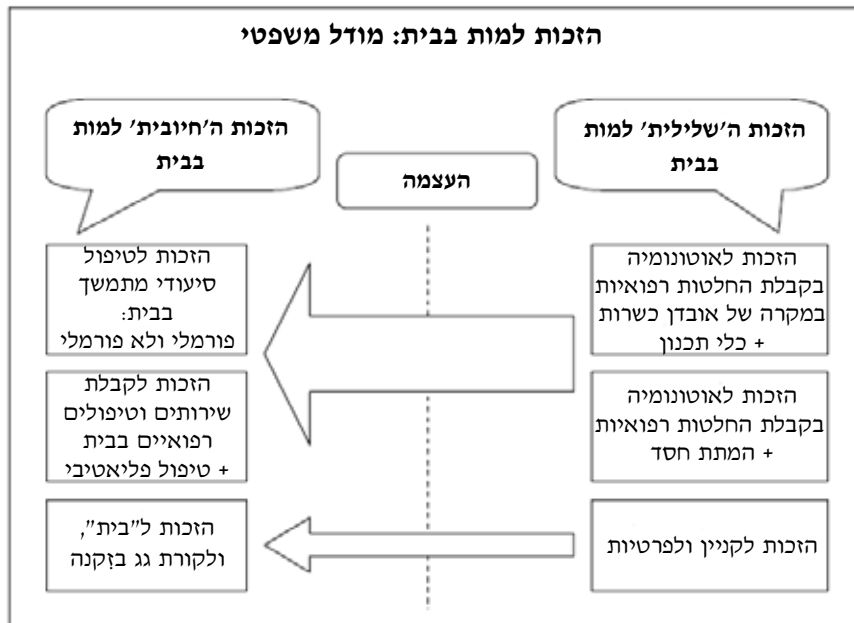 הזכות למות בבית: מודל משפטי
הזכות ה'שלילית' למות
בבית
העצמה
הזכות ה'חיובית' למות
בבית
הזכות לאוטונומיה
בקבלת החלטות רפואיות
במקרה של אובדן כשרות
+ כלי תכנון
הזכות לאוטונומיה
בקבלת החלטות רפואיות
+ המתת חסד
הזכות לקניין ולפרטיות
הזכות לטיפול
סיעודי מתמשך
בבית:
פורמלי ולא פורמלי
הזכות לקבלת
שירותים וטיפולים
רפואיים בבית
+ טיפול פליאטיבי
הזכות ל"בית",
ולקורת גג בזִקנה